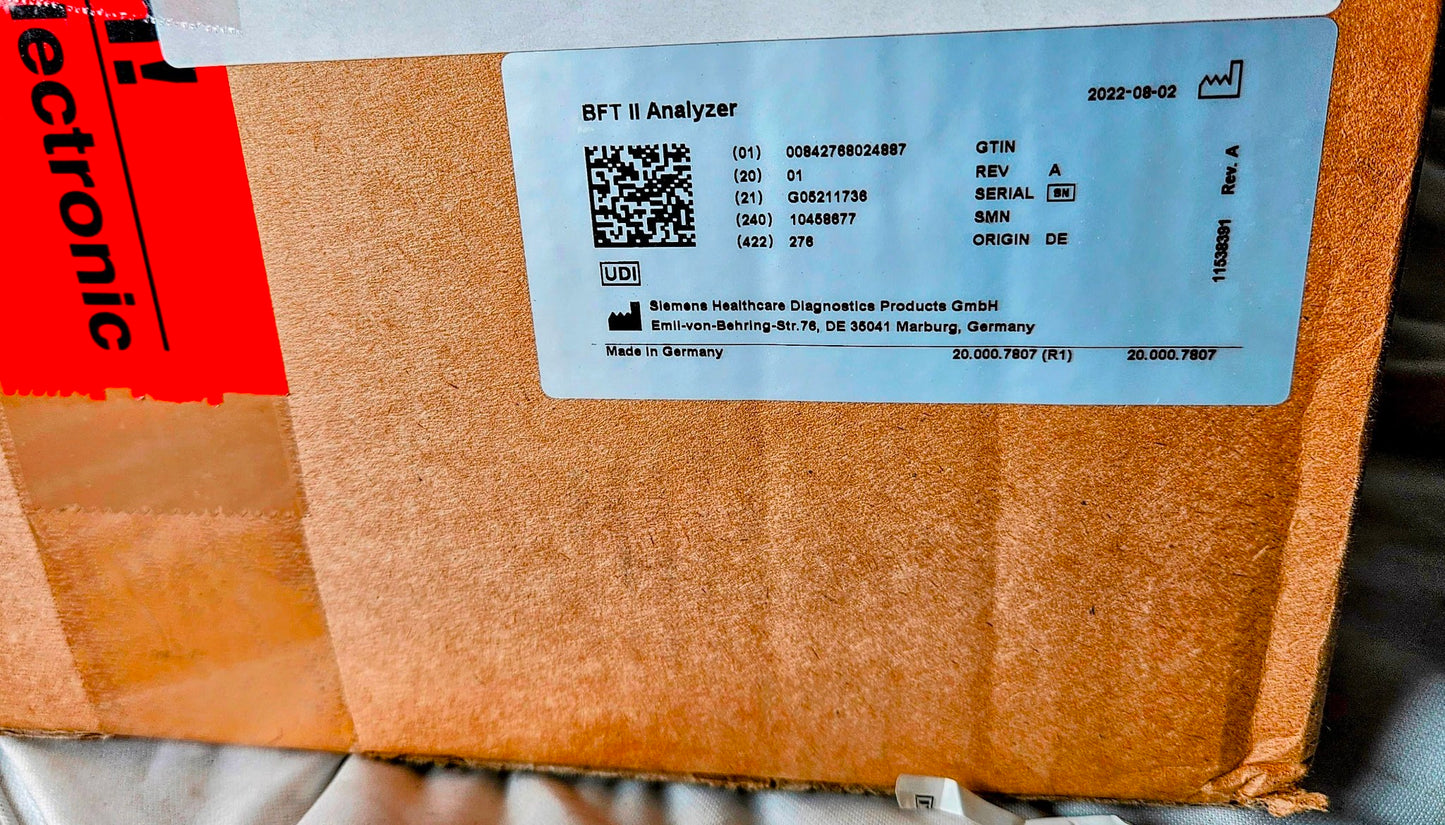 ectronic
BFT II Analyzer
2022-08-02
(01) 00842768024887 GTIN
(20) 01 REV A
(21) G05211736 SERIAL SN
(240) 10458677 SMN
(422) 276 ORIGIN DE
11538391 Rev. A
UDI
Siemens Healthcare Diagnostics Products GmbH
Emil-von-Behring-Str.76, DE 35041 Marburg, Germany
Made in Germany 20.000.7807 (R1) 20.000.7807